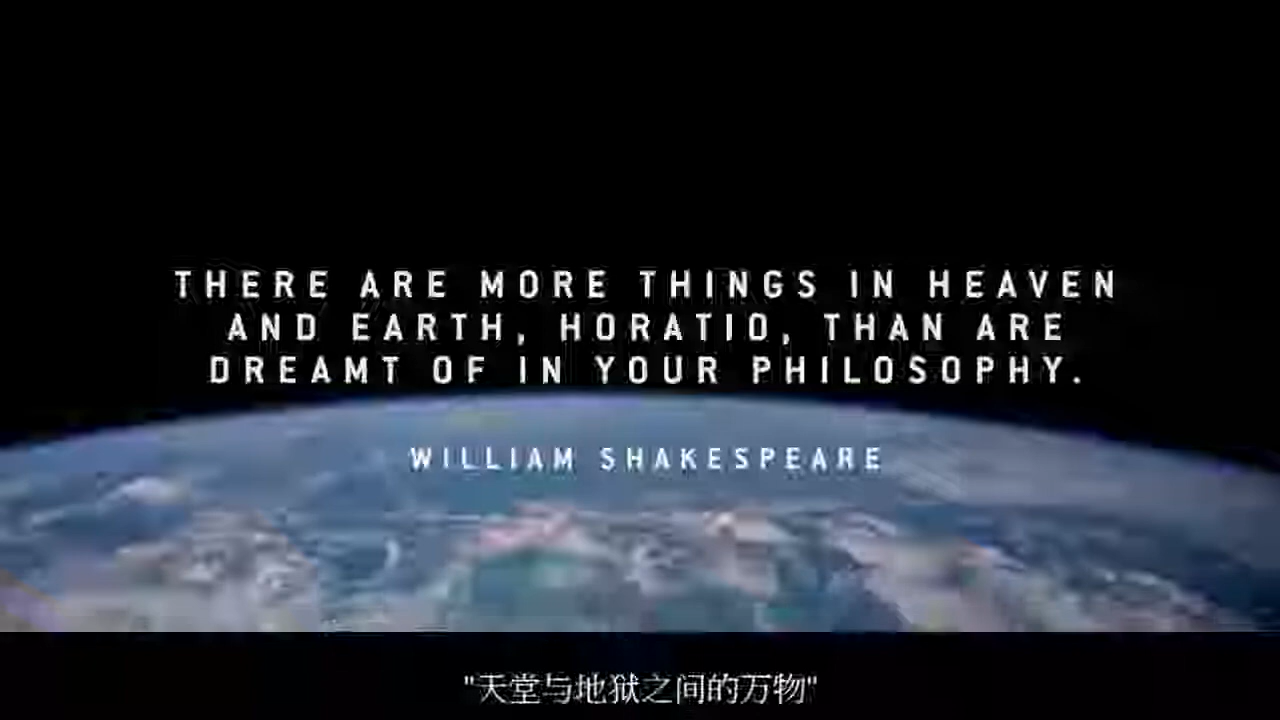 THERE ARE MORE THINGS IN HEAVEN
AND EARTH, HORATIO, THAN ARE
DREAMT OF IN YOUR PHILOSOPHY.
WILLIAM SHAKESPEARE
"天堂与地狱之间的万物"